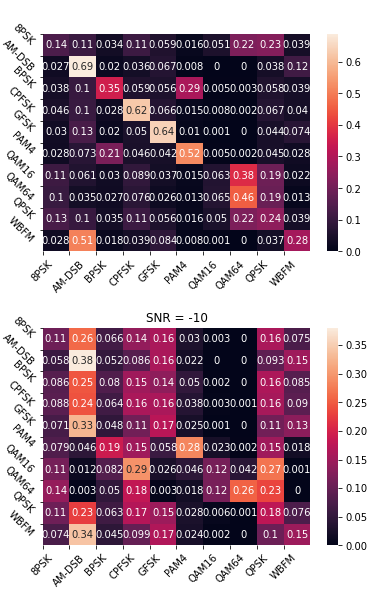 8PSK 0.14 0.11 0.034 0.11 0.059 0.016 0.051 0.22 0.23 0.039
AM-DSB 0.027 0.69 0.02 0.036 0.067 0.008 0 0 0.038 0.12
BPSK 0.038 0.1 0.35 0.059 0.056 0.29 0.005 0.003 0.058 0.039
CPFSK 0.046 0.1 0.028 0.62 0.066 0.015 0.008 0.002 0.067 0.04
GFSK 0.03 0.13 0.02 0.05 0.64 0.01 0.001 0 0.044 0.074
PAM4 0.028 0.073 0.21 0.046 0.042 0.52 0.005 0.002 0.045 0.028
QAM16 0.11 0.061 0.03 0.089 0.037 0.015 0.063 0.38 0.19 0.022
QAM64 0.1 0.035 0.027 0.076 0.026 0.013 0.065 0.46 0.19 0.013
QPSK 0.13 0.1 0.035 0.11 0.056 0.016 0.05 0.22 0.24 0.039
WBFM 0.028 0.51 0.018 0.039 0.084 0.008 0.001 0 0.037 0.28
8PSK AM-DSB BPSK CPFSK GFSK PAM4 QAM16 QAM64 QPSK WBFM
0.6
0.5
0.4
0.3
0.2
0.1
0.0
SNR = -10
8PSK 0.11 0.26 0.066 0.14 0.16 0.03 0.003 0 0.16 0.075
AM-DSB 0.058 0.38 0.052 0.086 0.16 0.022 0 0 0.093 0.15
BPSK 0.086 0.25 0.08 0.15 0.14 0.05 0.002 0 0.16 0.085
CPFSK 0.088 0.24 0.064 0.16 0.16 0.038 0.003 0.001 0.16 0.09
GFSK 0.071 0.33 0.048 0.11 0.17 0.025 0.001 0 0.11 0.13
PAM4 0.079 0.046 0.19 0.15 0.058 0.28 0.023 0.002 0.15 0.018
QAM16 0.11 0.012 0.082 0.29 0.026 0.046 0.12 0.042 0.27 0.001
QAM64 0.14 0.003 0.05 0.18 0.003 0.018 0.12 0.26 0.23 0
QPSK 0.11 0.23 0.063 0.17 0.15 0.028 0.006 0.001 0.18 0.076
WBFM 0.074 0.34 0.045 0.099 0.17 0.024 0.002 0 0.1 0.15
8PSK AM-DSB BPSK CPFSK GFSK PAM4 QAM16 QAM64 QPSK WBFM
0.35
0.30
0.25
0.20
0.15
0.10
0.05
0.00